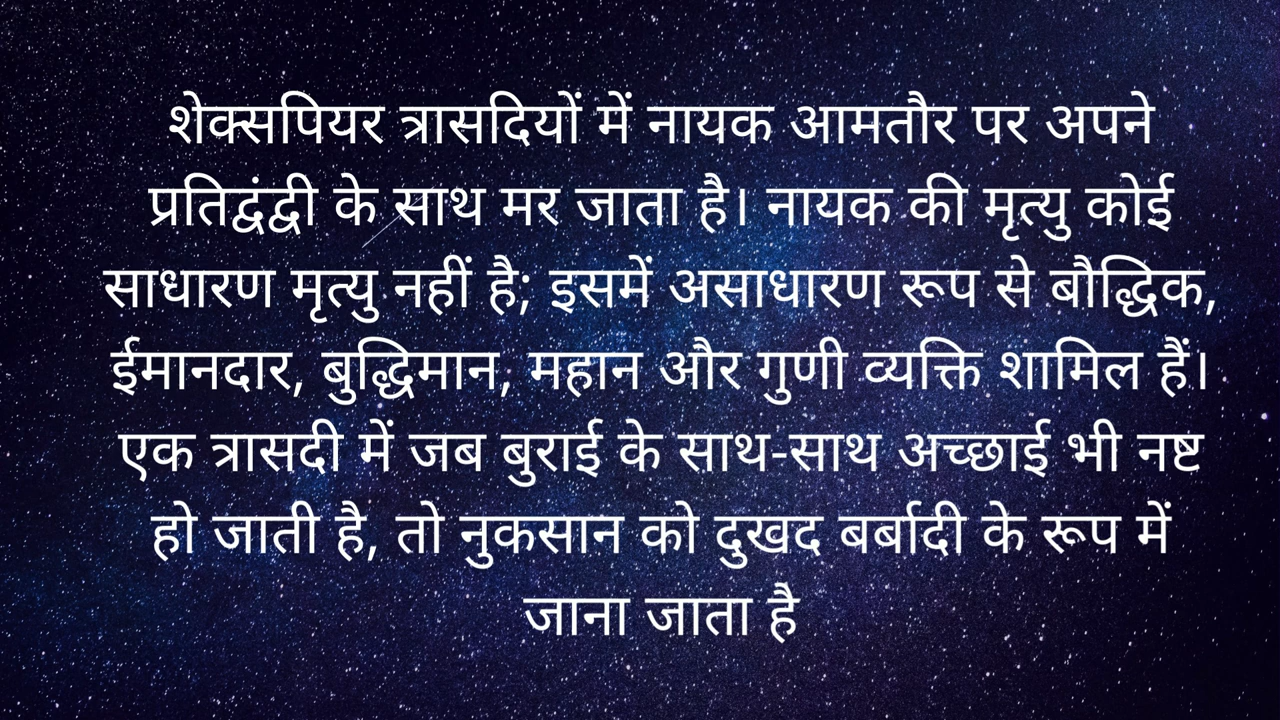 शेक्सपियर त्रासदियों में नायक आमतौर पर अपने
प्रतिद्वंद्वी के साथ मर जाता है। नायक की मृत्यु कोई
साधारण मृत्यु नहीं है; इसमें असाधारण रूप से बौद्धिक,
ईमानदार, बुद्धिमान, महान और गुणी व्यक्ति शामिल हैं।
एक त्रासदी में जब बुराई के साथ-साथ अच्छाई भी नष्ट
हो जाती है, तो नुकसान को दुखद बर्बादी के रूप में
जाना जाता है